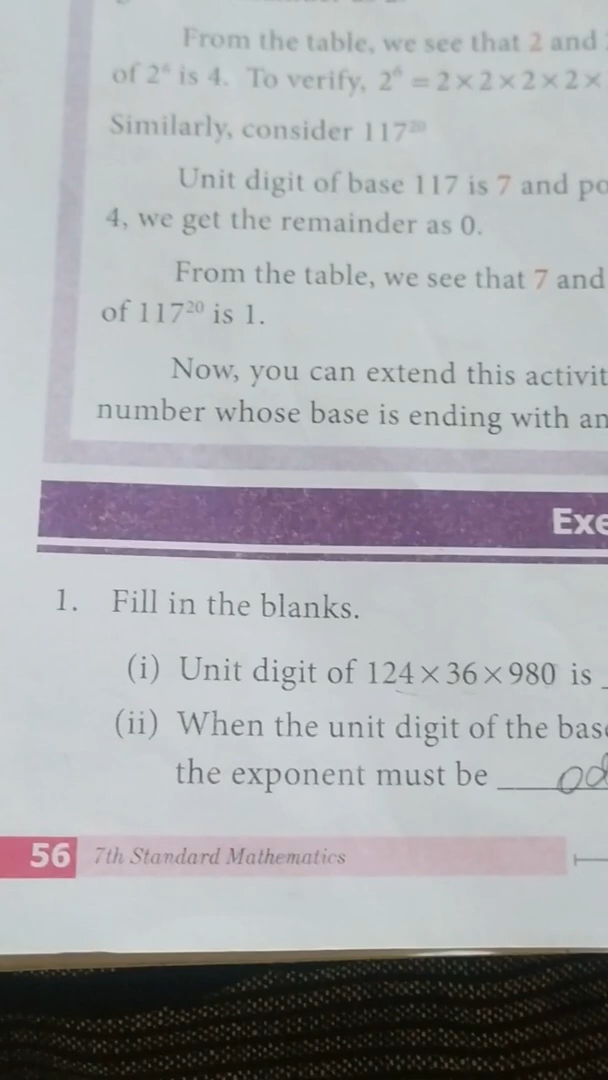 From the table, we see that 2 and
of 2⁶ is 4. To verify, 2⁶ = 2×2×2×2×
Similarly, consider 117²⁰
Unit digit of base 117 is 7 and po
4, we get the remainder as 0.
From the table, we see that 7 and
of 117²⁰ is 1.
Now, you can extend this activit
number whose base is ending with an
Exe
1. Fill in the blanks.
(i) Unit digit of 124×36×980 is _
(ii) When the unit digit of the base
the exponent must be ___ od
56 7th Standard Mathematics